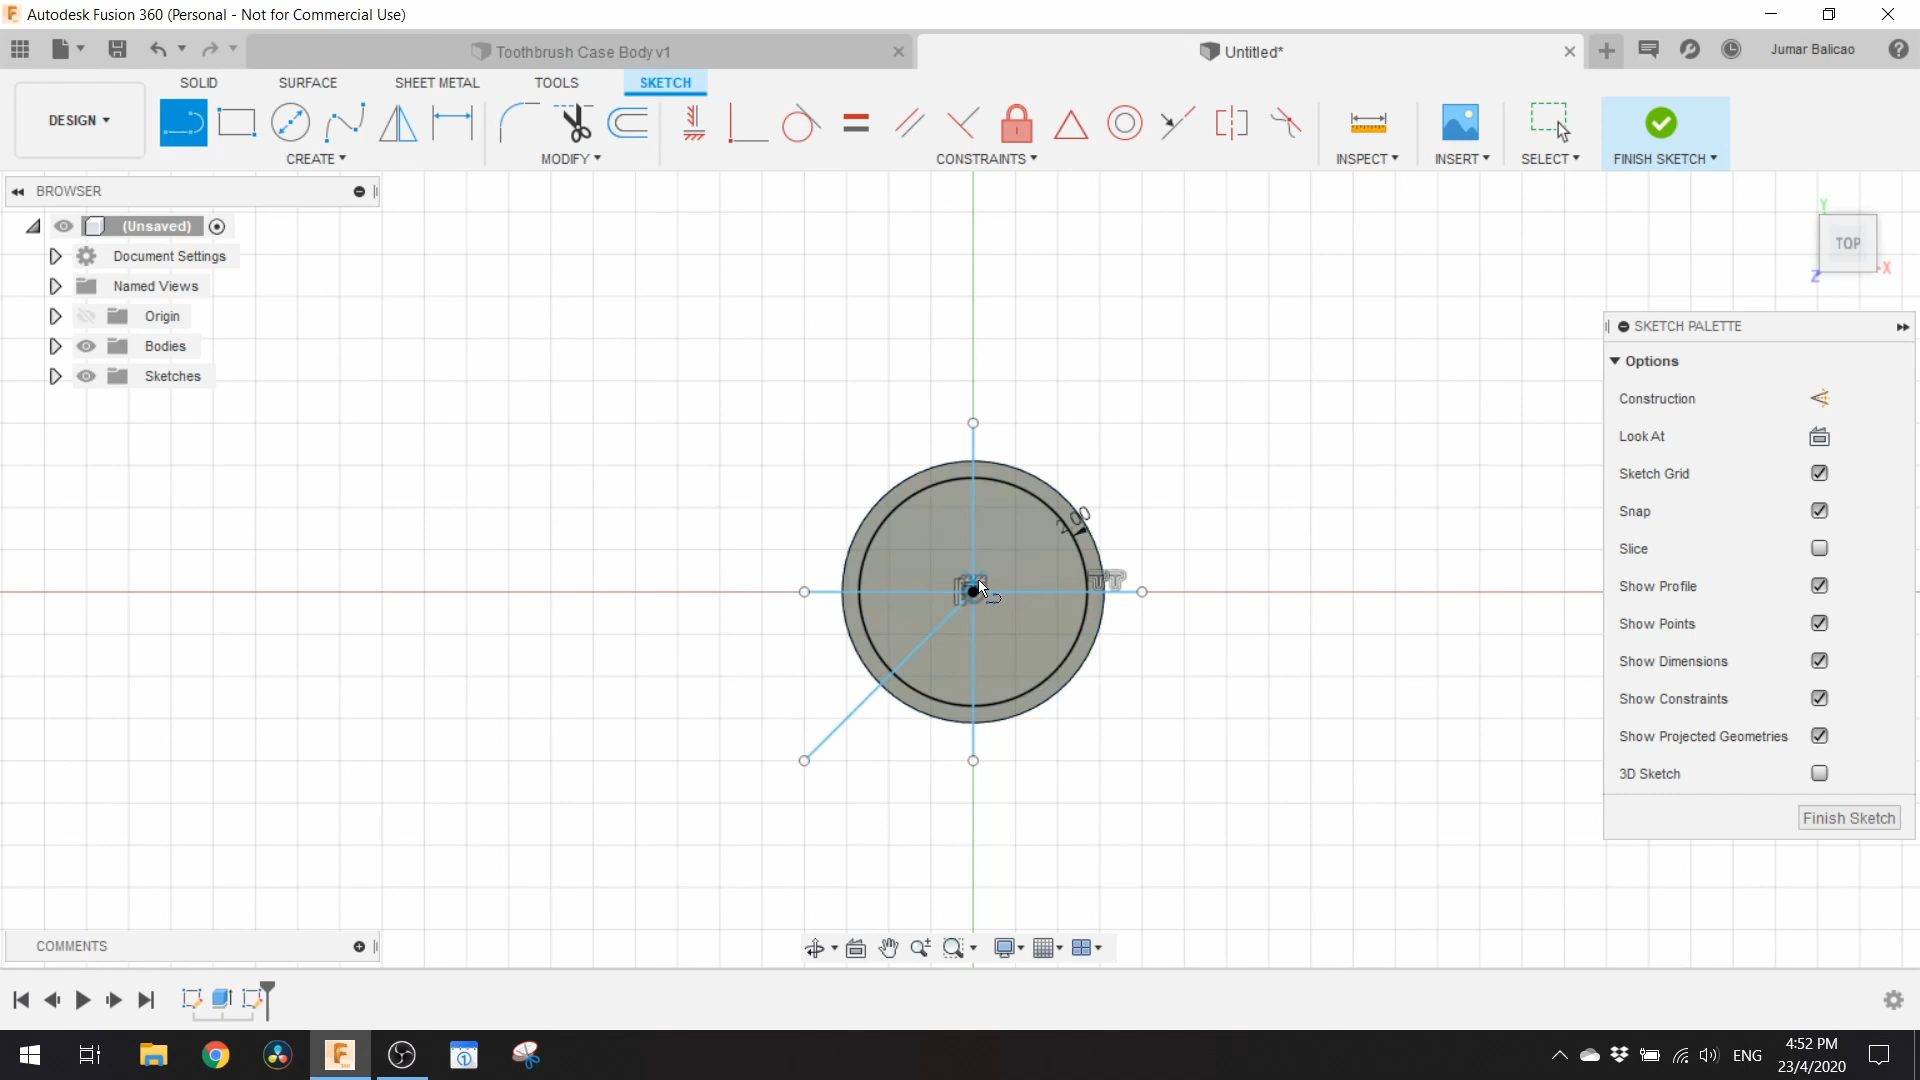 Autodesk Fusion 360 (Personal - Not for Commercial Use)
Toothbrush Case Body v1
Untitled*
Jumar Balicao
SOLID SURFACE SHEET METAL TOOLS SKETCH
DESIGN
CREATE MODIFY CONSTRAINTS INSPECT INSERT SELECT FINISH SKETCH
BROWSER
(Unsaved)
Document Settings
Named Views
Origin
Bodies
Sketches
Y
TOP
X
Z
SKETCH PALETTE
Options
Construction
Look At
Sketch Grid
Snap
Slice
Show Profile
Show Points
Show Dimensions
Show Constraints
Show Projected Geometries
3D Sketch
Finish Sketch
2.00
COMMENTS
ENG
4:52 PM
23/4/2020